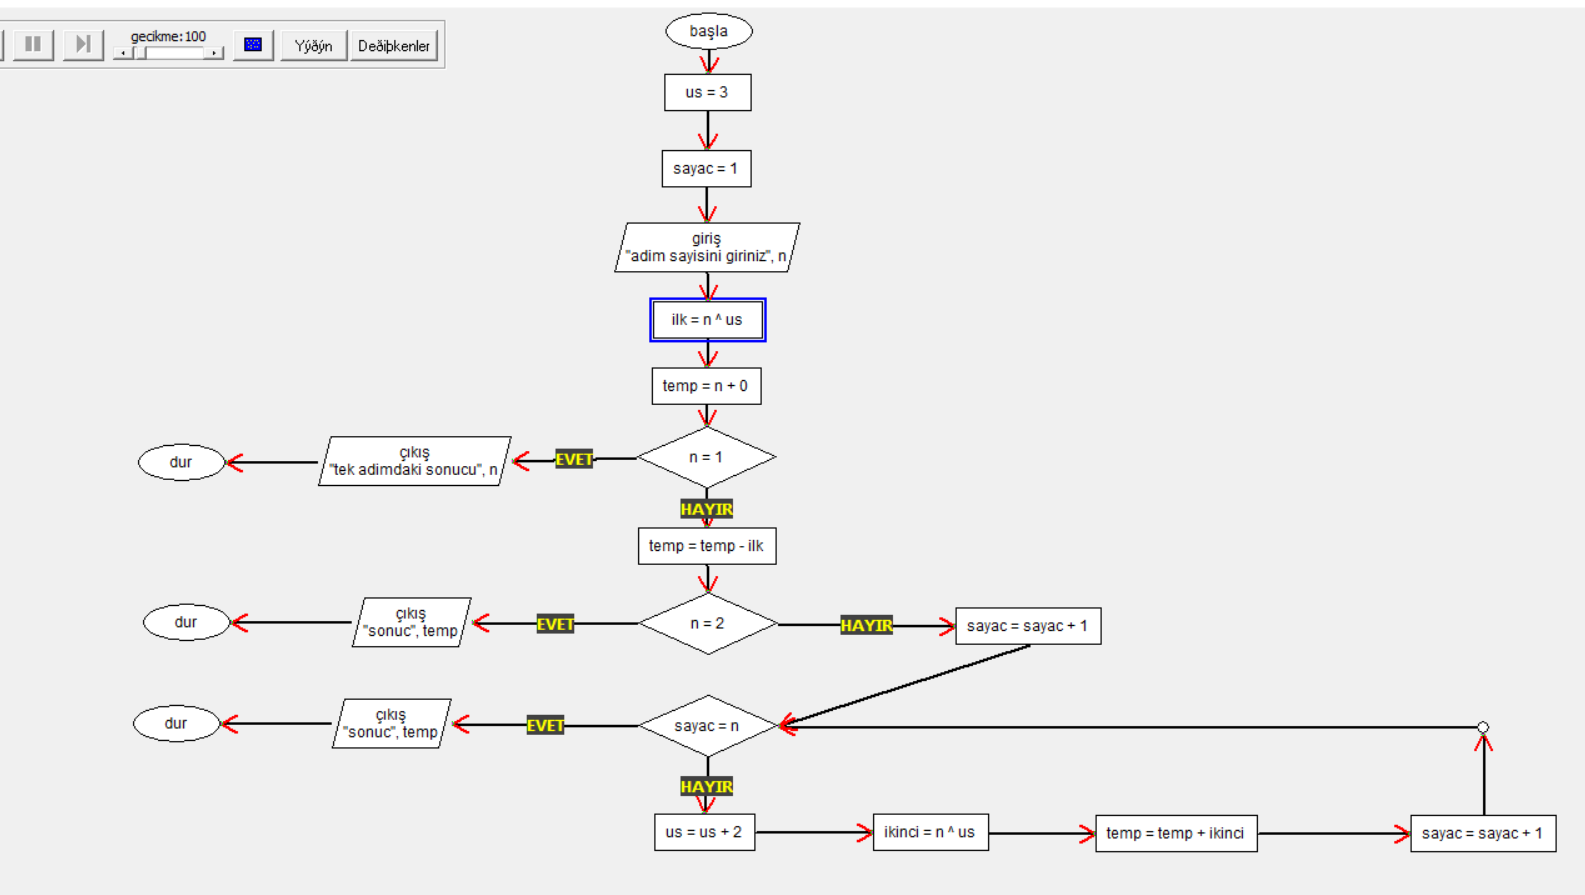 gecikme:100
Yýðýn
Deðiþkenler
başla
us = 3
sayac = 1
giriş
"adim sayisini giriniz", n
ilk = n ^ us
temp = n + 0
n = 1
EVET
çıkış
"tek adimdaki sonucu", n
dur
HAYIR
temp = temp - ilk
n = 2
EVET
çıkış
"sonuc", temp
dur
HAYIR
sayac = sayac + 1
sayac = n
EVET
çıkış
"sonuc", temp
dur
HAYIR
us = us + 2
ikinci = n ^ us
temp = temp + ikinci
sayac = sayac + 1